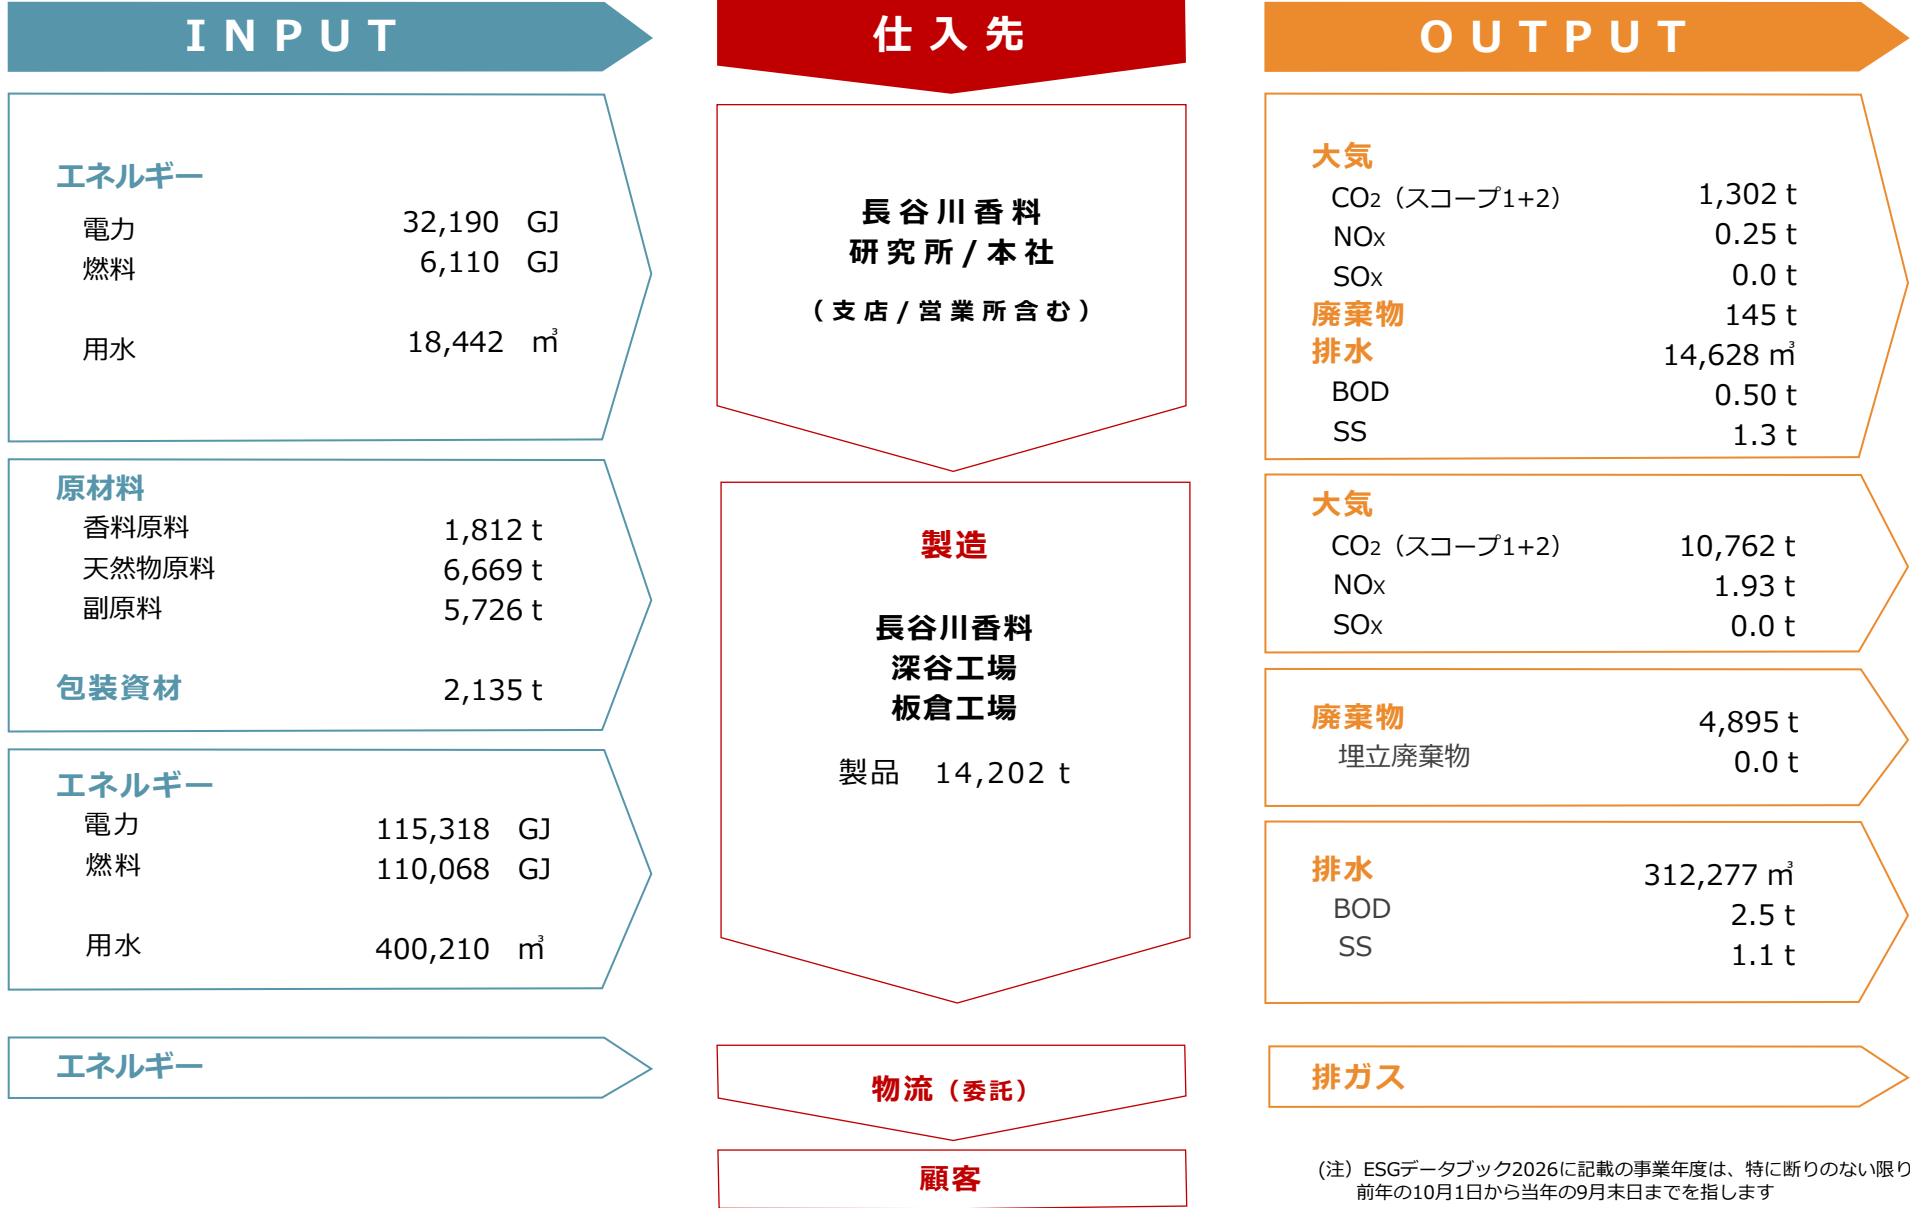 INPUT
エネルギー
電力 32,190 GJ
燃料 6,110 GJ
用水 18,442 ㎥
原材料
香料原料 1,812 t
天然物原料 6,669 t
副原料 5,726 t
包装資材 2,135 t
エネルギー
電力 115,318 GJ
燃料 110,068 GJ
用水 400,210 ㎥
エネルギー
仕入先
長谷川香料
研究所/本社
（支店/営業所含む）
製造
長谷川香料
深谷工場
板倉工場
製品 14,202 t
物流（委託）
顧客
OUTPUT
大気
CO2（スコープ1+2） 1,302 t
NOX 0.25 t
SOX 0.0 t
廃棄物 145 t
排水 14,628 ㎥
BOD 0.50 t
SS 1.3 t
大気
CO2（スコープ1+2） 10,762 t
NOX 1.93 t
SOX 0.0 t
廃棄物 4,895 t
埋立廃棄物 0.0 t
排水 312,277 ㎥
BOD 2.5 t
SS 1.1 t
排ガス
(注）ESGデータブック2026に記載の事業年度は、特に断りのない限り
前年の10月1日から当年の9月末日までを指します